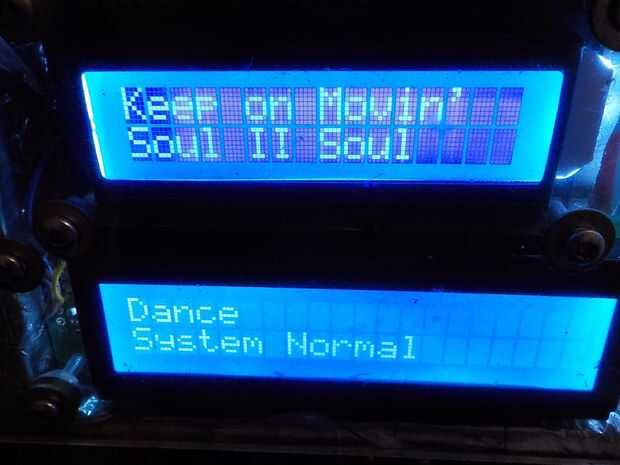 Keep on Movin'
Soul II Soul
Dance
System Normal